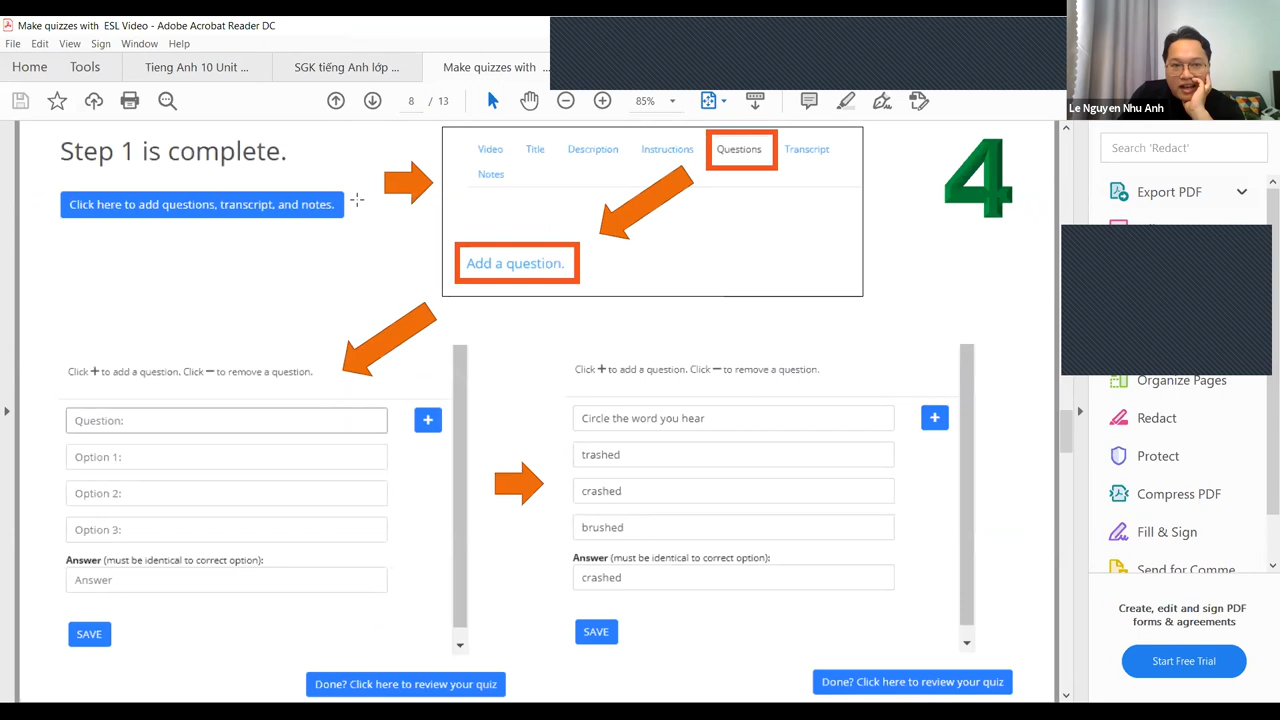 Make quizzes with ESL Video - Adobe Acrobat Reader DC
File Edit View Sign Window Help
Home Tools Tieng Anh 10 Unit ... SGK tiếng Anh lớp ... Make quizzes with ...
8 / 13 85%
Le Nguyen Nhu Anh
Step 1 is complete.
Click here to add questions, transcript, and notes.
Video Title Description Instructions Questions Transcript
Notes
Add a question.
4
Click + to add a question. Click − to remove a question.
Question:
+
Option 1:
Option 2:
Option 3:
Answer (must be identical to correct option):
Answer
SAVE
Done? Click here to review your quiz
Click + to add a question. Click − to remove a question.
Circle the word you hear
+
trashed
crashed
brushed
Answer (must be identical to correct option):
crashed
SAVE
Done? Click here to review your quiz
Search 'Redact'
Export PDF
Organize Pages
Redact
Protect
Compress PDF
Fill & Sign
Send for Comme
Create, edit and sign PDF
forms & agreements
Start Free Trial